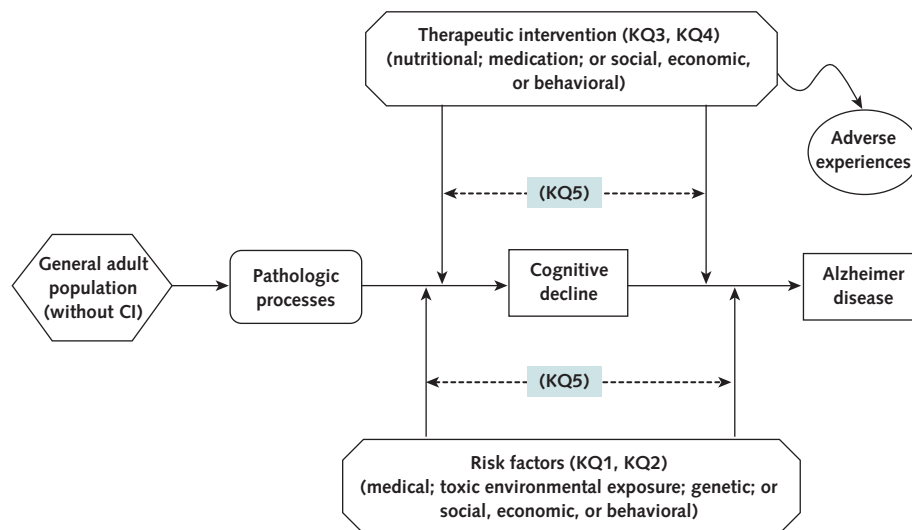 Therapeutic intervention (KQ3, KQ4)
(nutritional; medication; or social, economic,
or behavioral)
Adverse
experiences
(KQ5)
General adult
population
(without CI)
Pathologic
processes
Cognitive
decline
Alzheimer
disease
(KQ5)
Risk factors (KQ1, KQ2)
(medical; toxic environmental exposure; genetic; or
social, economic, or behavioral)